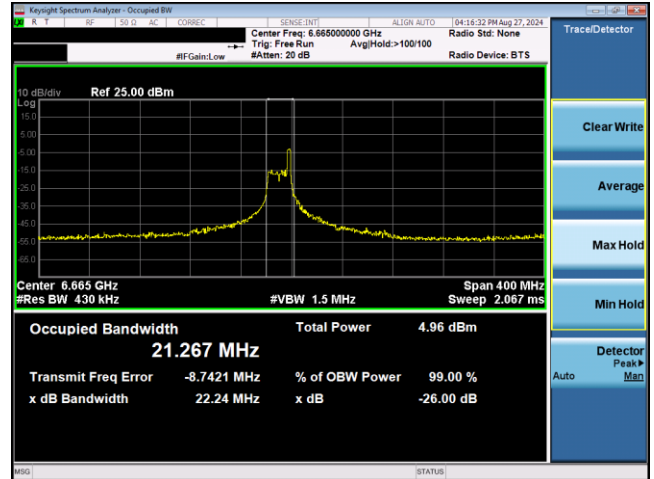 Keysight Spectrum Analyzer - Occupied BW
R T RF 50 Ω AC CORREC SENSE:INT ALIGN AUTO 04:16:32 PM Aug 27, 2024
Center Freq: 6.665000000 GHz Radio Std: None
Trig: Free Run Avg|Hold:>100/100
#IFGain:Low #Atten: 20 dB Radio Device: BTS
10 dB/div Ref 25.00 dBm
Log
15.0
5.00
-5.00
-15.0
-25.0
-35.0
-45.0
-55.0
-65.0
Center 6.665 GHz Span 400 MHz
#Res BW 430 kHz #VBW 1.5 MHz Sweep 2.067 ms
Occupied Bandwidth Total Power 4.96 dBm
21.267 MHz
Transmit Freq Error -8.7421 MHz % of OBW Power 99.00 %
x dB Bandwidth 22.24 MHz x dB -26.00 dB
MSG STATUS
Trace/Detector
Clear Write
Average
Max Hold
Min Hold
Detector
Peak▶
Auto Man